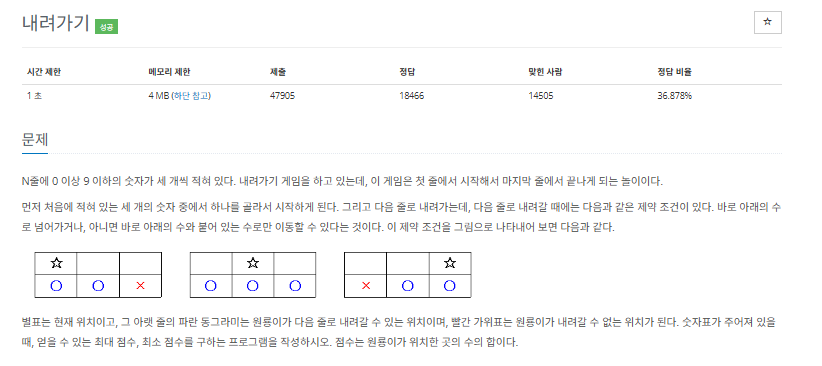 내려가기 성공
시간 제한 메모리 제한 제출 정답 맞힌 사람 정답 비율
1 초 4 MB (하단 참고) 47905 18466 14505 36.878%
문제
N줄에 0 이상 9 이하의 숫자가 세 개씩 적혀 있다. 내려가기 게임을 하고 있는데, 이 게임은 첫 줄에서 시작해서 마지막 줄에서 끝나게 되는 놀이이다.
먼저 처음에 적혀 있는 세 개의 숫자 중에서 하나를 골라서 시작하게 된다. 그리고 다음 줄로 내려가는데, 다음 줄로 내려갈 때에는 다음과 같은 제약 조건이 있다. 바로 아래의 수
로 넘어가거나, 아니면 바로 아래의 수와 붙어 있는 수로만 이동할 수 있다는 것이다. 이 제약 조건을 그림으로 나타내어 보면 다음과 같다.
별표는 현재 위치이고, 그 아랫 줄의 파란 동그라미는 원룡이가 다음 줄로 내려갈 수 있는 위치이며, 빨간 가위표는 원룡이가 내려갈 수 없는 위치가 된다. 숫자표가 주어져 있을
때, 얻을 수 있는 최대 점수, 최소 점수를 구하는 프로그램을 작성하시오. 점수는 원룡이가 위치한 곳의 수의 합이다.